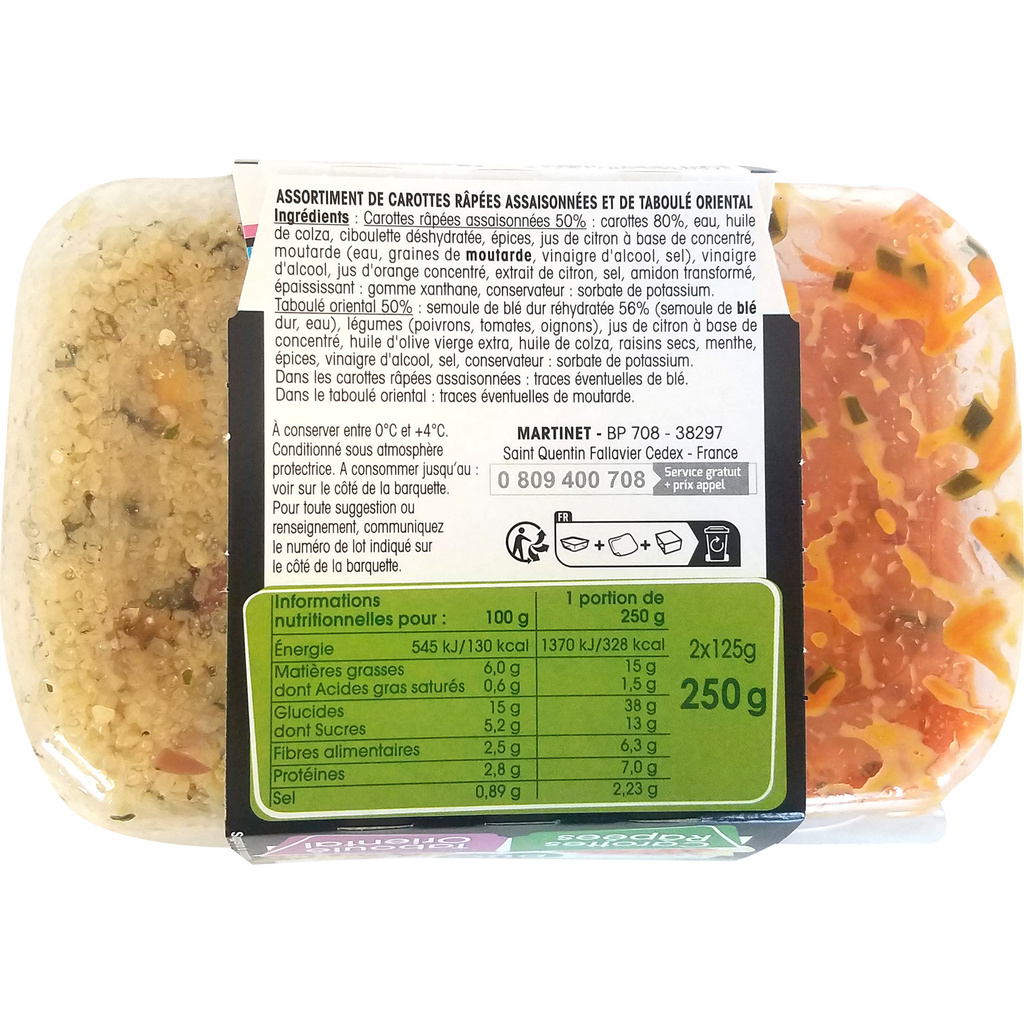 ASSORTIMENT DE CAROTTES RÂPÉES ASSAISONNÉES ET DE TABOULÉ ORIENTAL
Ingrédients : Carottes râpées assaisonnées 50% : carottes 80%, eau, huile
de colza, ciboulette déshydratée, épices, jus de citron à base de concentré,
moutarde (eau, graines de moutarde, vinaigre d'alcool, sel), vinaigre
d'alcool, jus d'orange concentré, extrait de citron, sel, amidon transformé,
épaississant : gomme xanthane, conservateur : sorbate de potassium.
Taboulé oriental 50% : semoule de blé dur réhydratée 56% (semoule de blé
dur, eau), légumes (poivrons, tomates, oignons), jus de citron à base de
concentré, huile d'olive vierge extra, huile de colza, raisins secs, menthe,
épices, vinaigre d'alcool, sel, conservateur : sorbate de potassium.
Dans les carottes râpées assaisonnées : traces éventuelles de blé.
Dans le taboulé oriental : traces éventuelles de moutarde.
À conserver entre 0°C et +4°C.
Conditionné sous atmosphère
protectrice. A consommer jusqu'au :
voir sur le côté de la barquette.
Pour toute suggestion ou
renseignement, communiquez
le numéro de lot indiqué sur
le côté de la barquette.
MARTINET - BP 708 - 38297
Saint Quentin Fallavier Cedex - France
0 809 400 708 Service gratuit
+ prix appel
FR
+ +
Informations
nutritionnelles pour : 100 g 1 portion de
250 g
Énergie 545 kJ/130 kcal 1370 kJ/328 kcal
Matières grasses 6,0 g 15 g
dont Acides gras saturés 0,6 g 1,5 g
Glucides 15 g 38 g
dont Sucres 5,2 g 13 g
Fibres alimentaires 2,5 g 6,3 g
Protéines 2,8 g 7,0 g
Sel 0,89 g 2,23 g
2x125g
250 g
Taboulé
Oriental
Carottes
Râpées